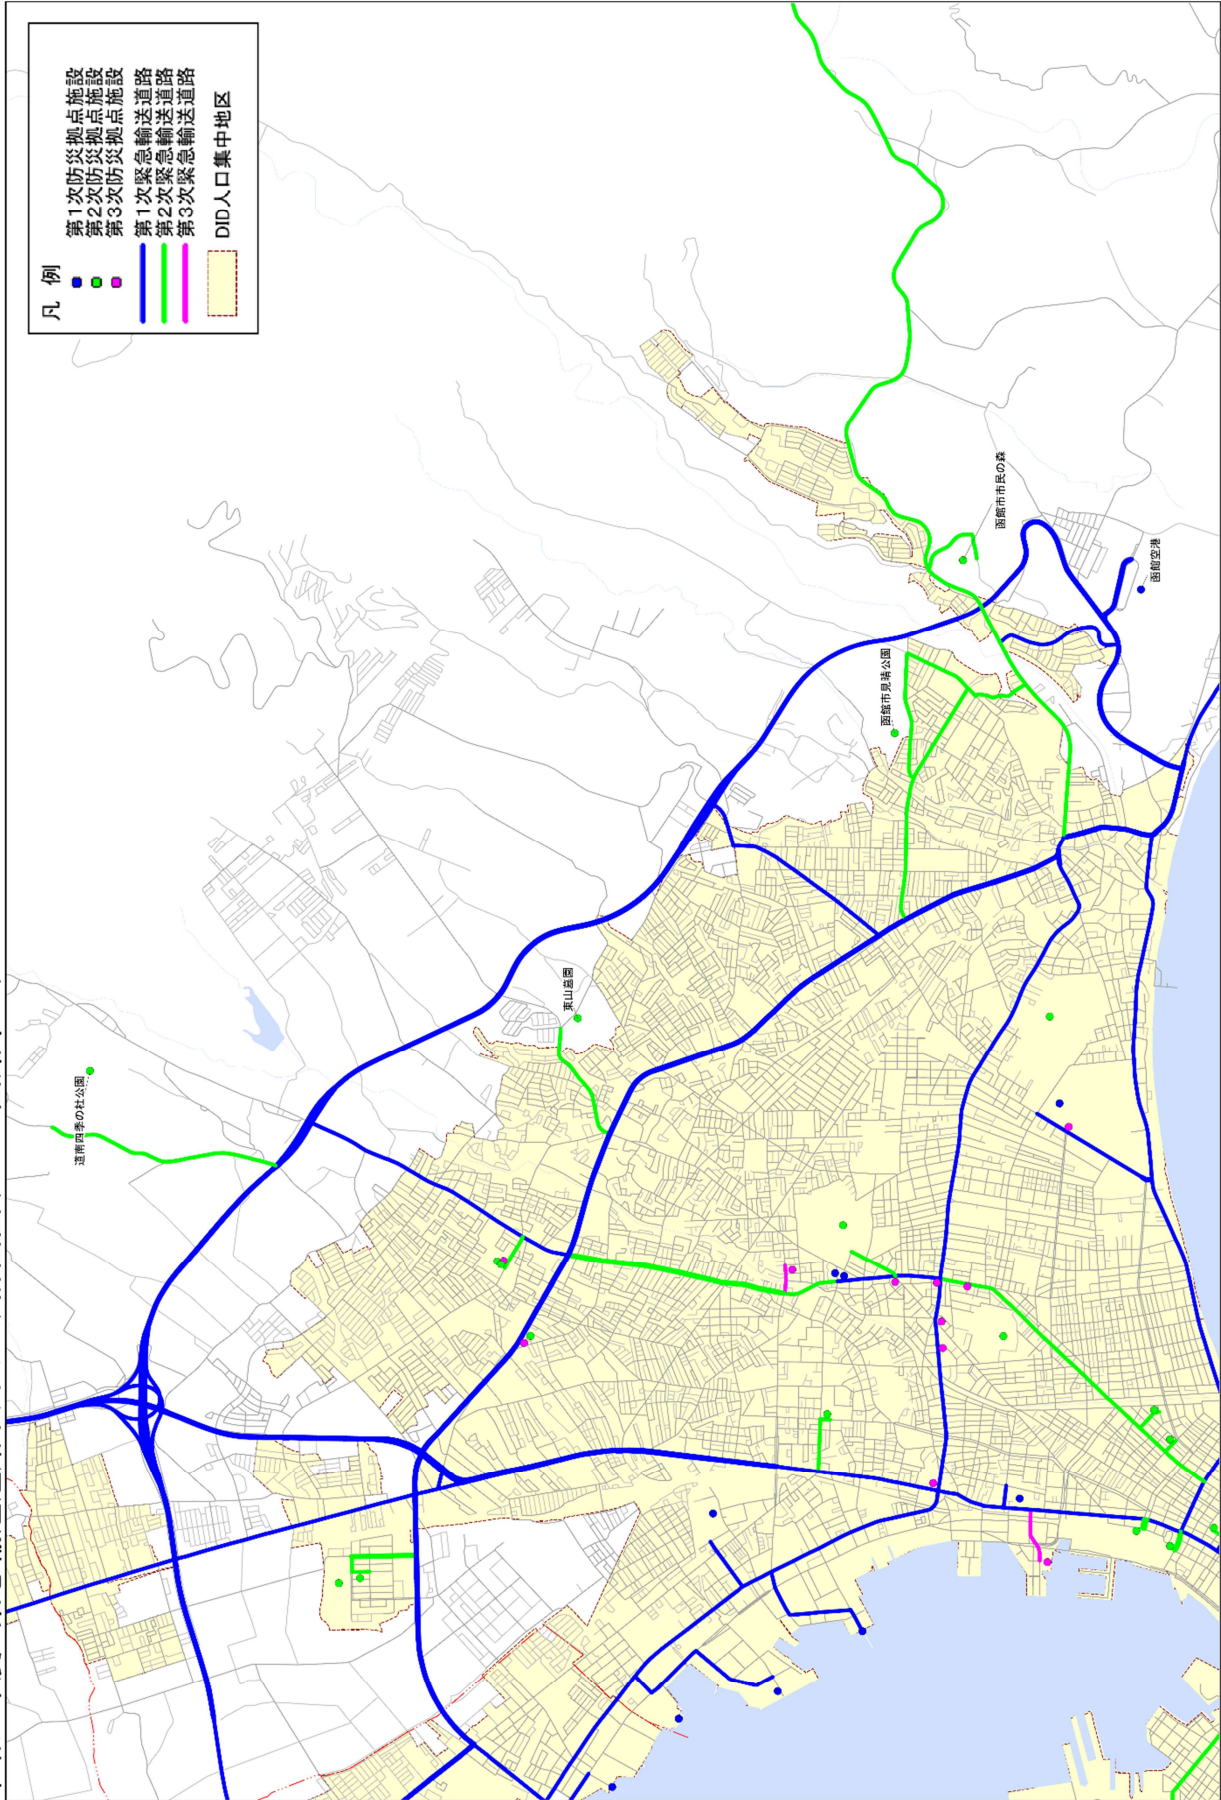 凡 例
第1次防災拠点施設
第2次防災拠点施設
第3次防災拠点施設
第1次緊急輸送道路
第2次緊急輸送道路
第3次緊急輸送道路
DID人口集中地区
道南四季の杜公園
東山墓園
函館市見晴公園
函館市市民の森
函館空港